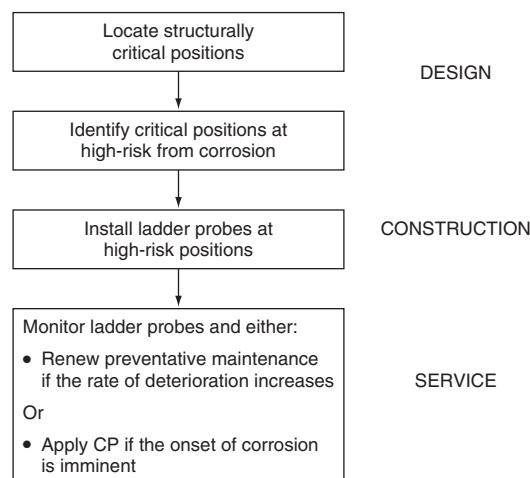 Locate structurally
critical positions
DESIGN
Identify critical positions at
high-risk from corrosion
Install ladder probes at
high-risk positions
CONSTRUCTION
Monitor ladder probes and either:
• Renew preventative maintenance
if the rate of deterioration increases
Or
• Apply CP if the onset of corrosion
is imminent
SERVICE